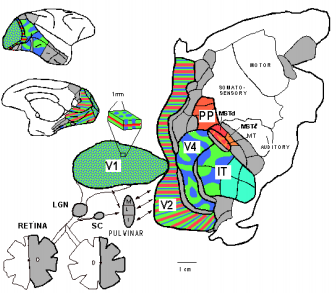 MOTOR
SOMATO-
SENSORY
1mm
PP
MSTd
MSTl
MT
AUDITORY
V4
V1
IT
V2
LGN
M
L
I
PULVINAR
RETINA
SC
1 cm